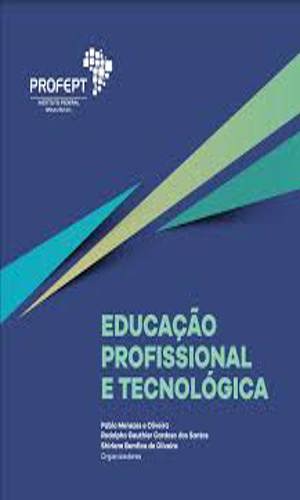 PROFEPT
INSTITUTO FEDERAL
EDUCAÇÃO
PROFISSIONAL
E TECNOLÓGICA
Pablo Menezes e Oliveira
Rodolpho Gauthier Cardoso dos Santos
Shirlene Bemfica de Oliveira
Organizadores